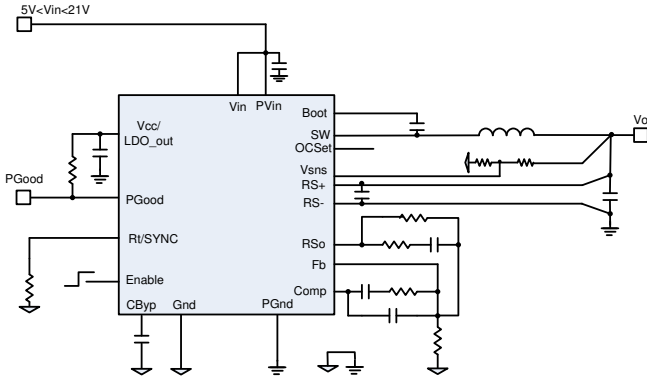 5V<Vin<21V
Vin PVin
Boot
Vcc/
LDO_out
SW
Vo
OCSet
Vsns
PGood
RS+
PGood
RS-
Rt/SYNC
RSo
Fb
Enable
Comp
CByp Gnd PGnd